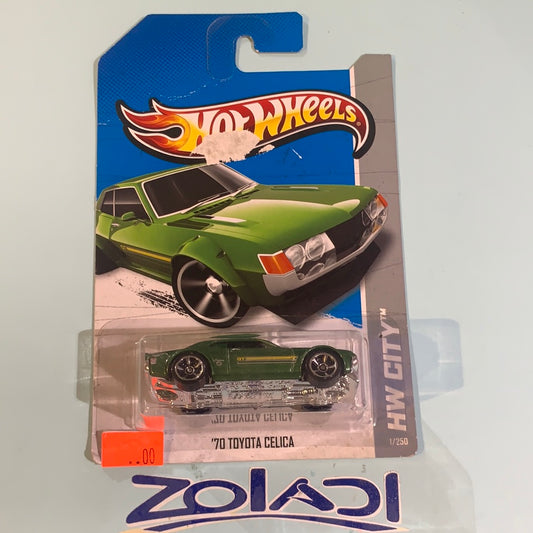 HOT WHEELS
HW CITY™
1/250
'70 TOYOTA CELICA
'70 TOYOTA CELICA
.00
ZOIADI